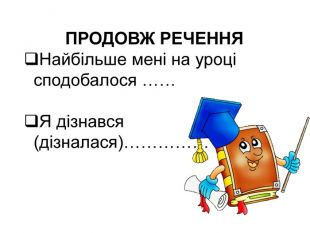 ПРОДОВЖ РЕЧЕННЯ
❑Найбільше мені на уроці
сподобалося ……
❑Я дізнався
(дізналася)……………